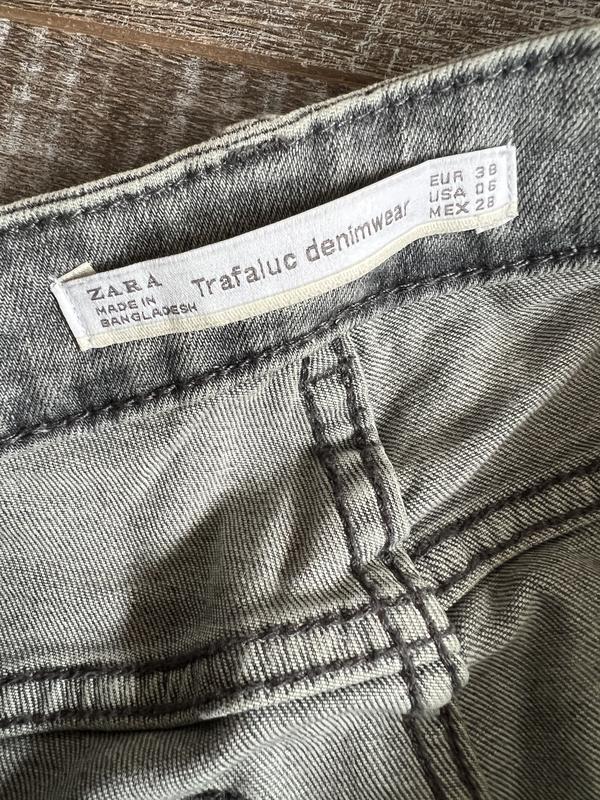 ZARA
MADE IN
BANGLADESH
Trafaluc denimwear
EUR 38
USA 06
MEX 28